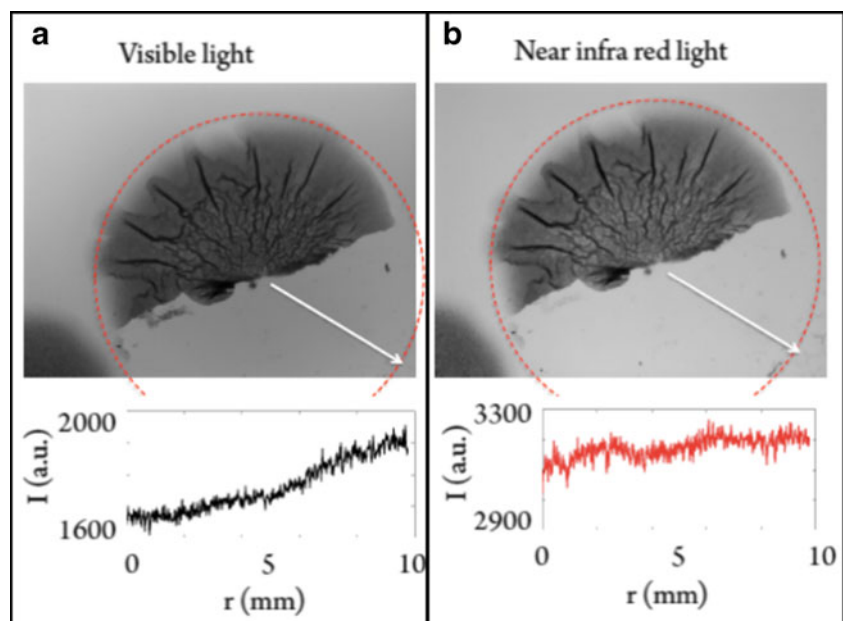 a
Visible light
2000
I (a.u.)
1600
0 5 10
r (mm)
b
Near infra red light
3300
I (a.u.)
2900
0 5 10
r (mm)